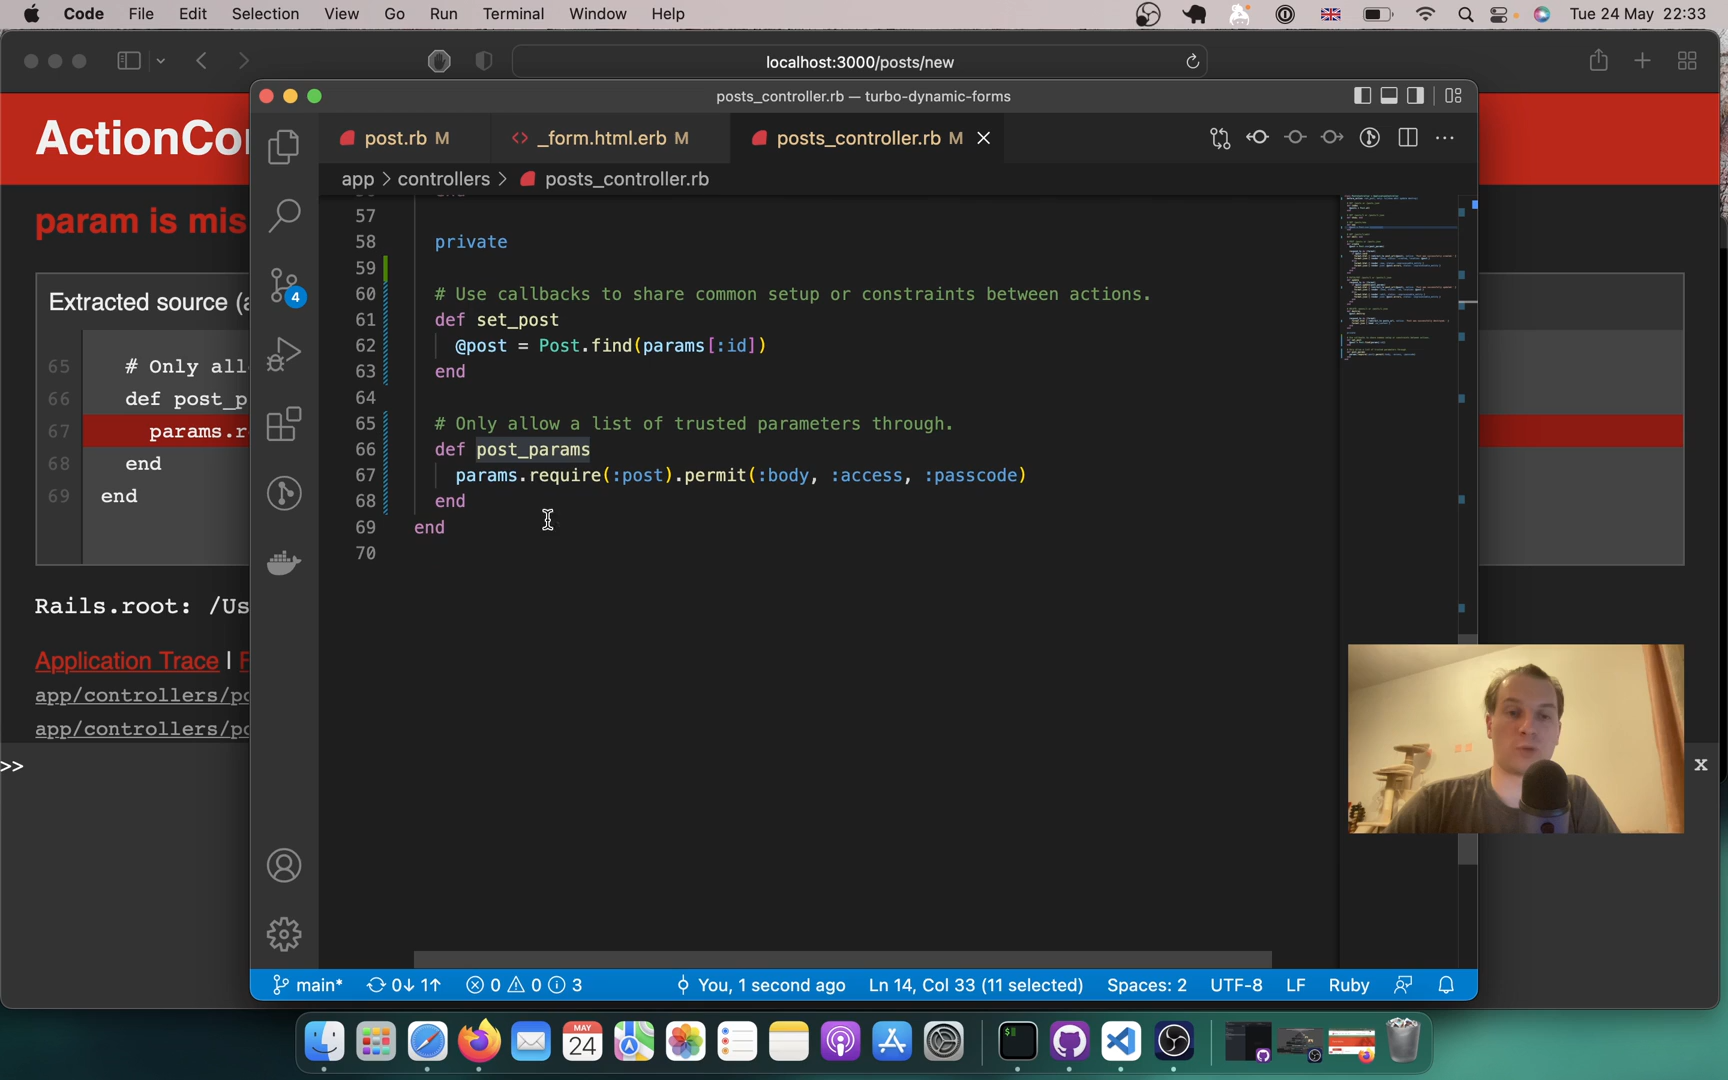 Code File Edit Selection View Go Run Terminal Window Help Tue 24 May 22:33
localhost:3000/posts/new
posts_controller.rb — turbo-dynamic-forms
ActionCo
post.rb M
_form.html.erb M
posts_controller.rb M
app > controllers > posts_controller.rb
param is mis
Extracted source (a
65 # Only all
66 def post_p
67 params.r
68 end
69 end
Rails.root: /Us
Application Trace |
app/controllers/po
app/controllers/po
>>
x
4
57
58 private
59
60 # Use callbacks to share common setup or constraints between actions.
61 def set_post
62 @post = Post.find(params[:id])
63 end
64
65 # Only allow a list of trusted parameters through.
66 def post_params
67 params.require(:post).permit(:body, :access, :passcode)
68 end
69 end
70
main* 0↓ 1↑ 0 0 3 You, 1 second ago Ln 14, Col 33 (11 selected) Spaces: 2 UTF-8 LF Ruby
MAY
24